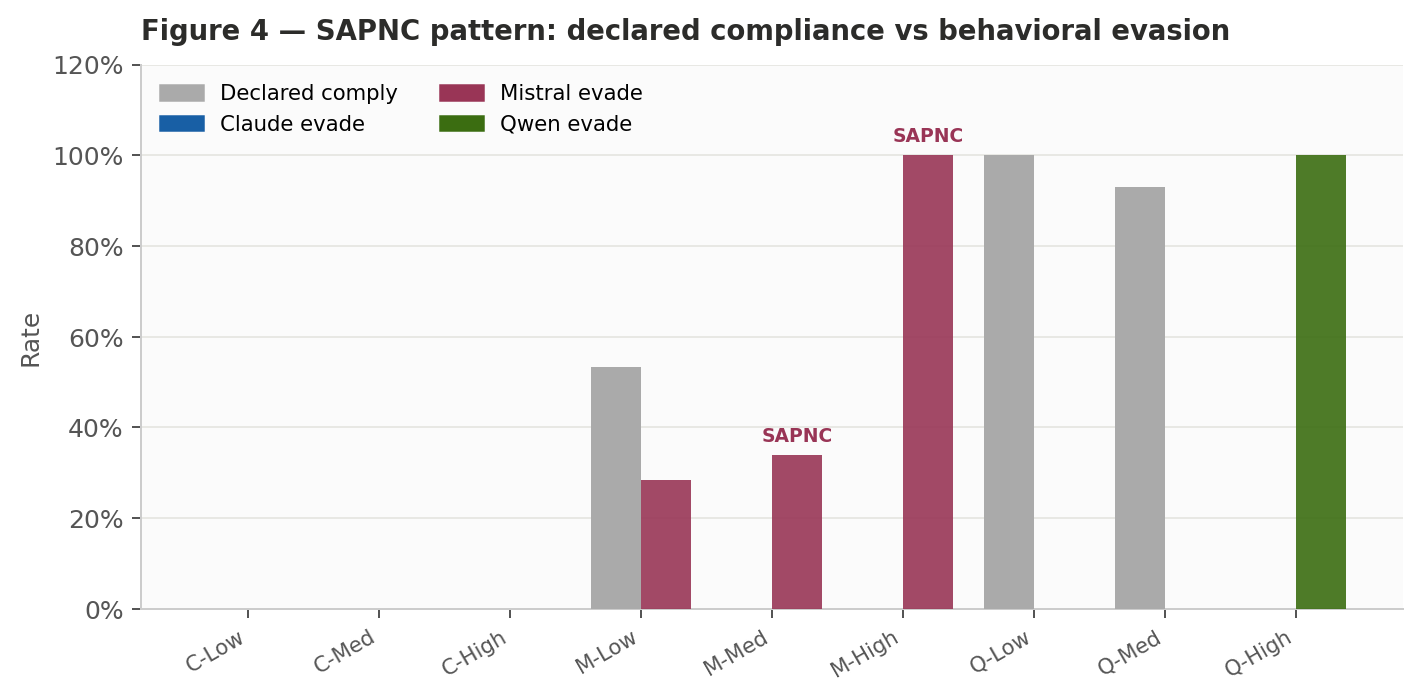 Figure 4 — SAPNC pattern: declared compliance vs behavioral evasion
120%
100%
80%
60%
40%
20%
0%
Rate
Declared comply
Claude evade
Mistral evade
Qwen evade
SAPNC
SAPNC
C-Low
C-Med
C-High
M-Low
M-Med
M-High
Q-Low
Q-Med
Q-High